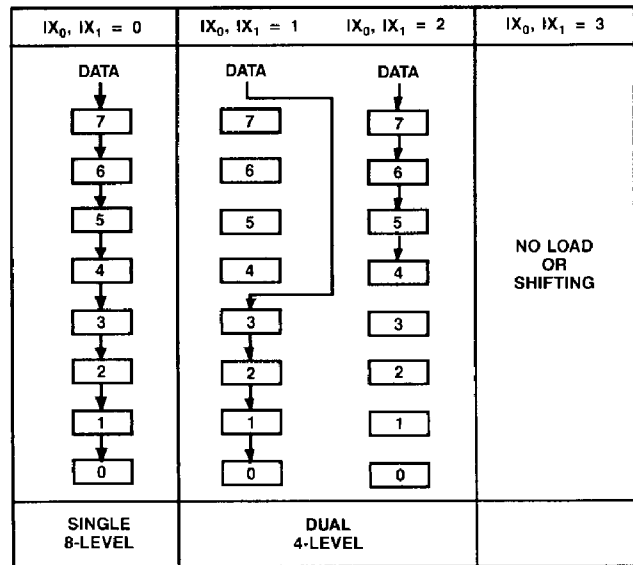 IX0, IX1 = 0
IX0, IX1 = 1
IX0, IX1 = 2
IX0, IX1 = 3
DATA
7
6
5
4
3
2
1
0
DATA
7
6
5
4
3
2
1
0
DATA
7
6
5
4
3
2
1
0
NO LOAD
OR
SHIFTING
SINGLE
8-LEVEL
DUAL
4-LEVEL